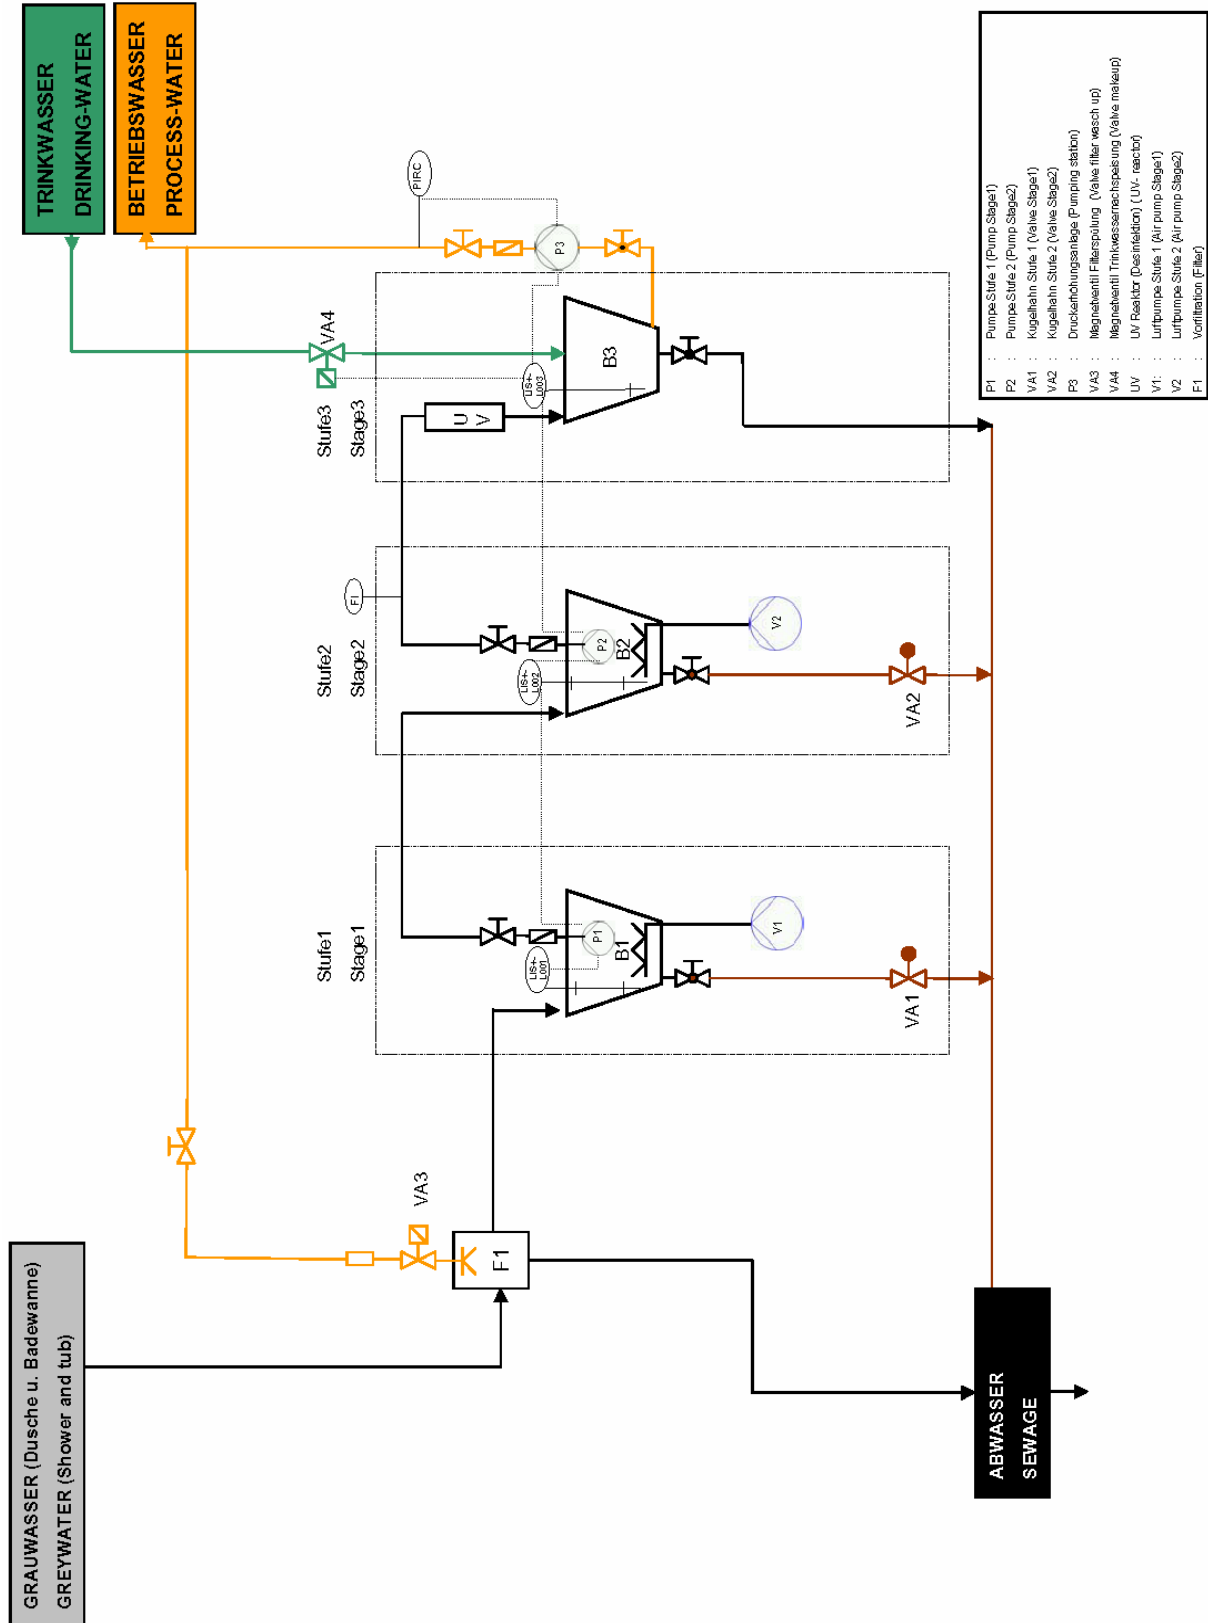 GRAUWASSER (Dusche u. Badewanne)
GREYWATER (Shower and tub)
TRINKWASSER
DRINKING-WATER
BETRIEBSWASSER
PROCESS-WATER
VA3
F1
Stufe1
Stage1
LIS+-
L001
P1
B1
V1
VA1
Stufe2
Stage2
FI
LIS+-
L002
P2
B2
V2
VA2
Stufe3
Stage3
VA4
U
V
LIS+-
L003
B3
P3
PIRC
ABWASSER
SEWAGE
P1 : Pumpe Stufe 1 (Pump Stage1)
P2 : Pumpe Stufe 2 (Pump Stage2)
VA1 : Kugelhahn Stufe 1 (Valve Stage1)
VA2 : Kugelhahn Stufe 2 (Valve Stage2)
P3 : Druckerhöhungsanlage (Pumping station)
VA3 : Magnetventil Filterspülung (Valve filter wasch up)
VA4 : Magnetventil Trinkwassernachspeisung (Valve makeup)
UV : UV Reaktor (Desinfektion) ( UV- reactor)
V1: : Luftpumpe Stufe 1 (Air pump Stage1)
V2 : Luftpumpe Stufe 2 (Air pump Stage2)
F1 : Vorfiltration (Filter)